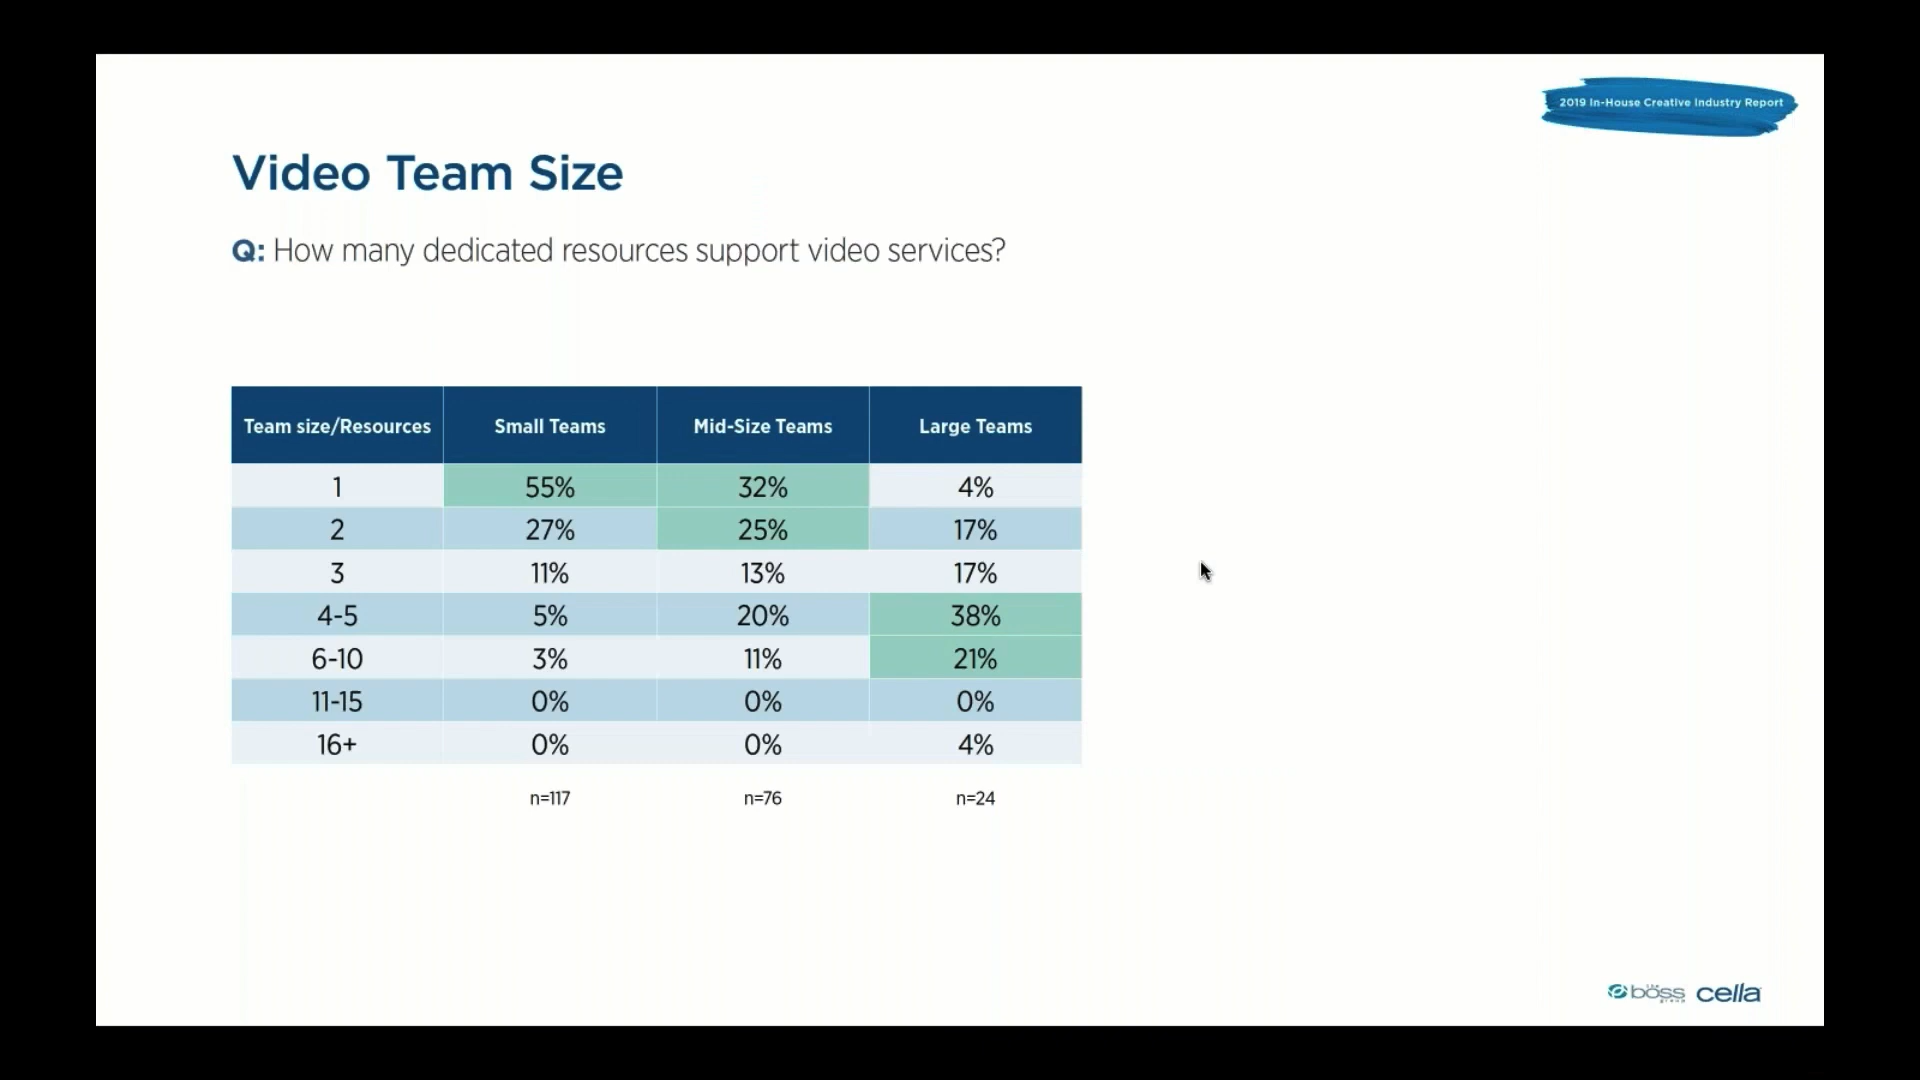 2019 In-House Creative Industry Report
Video Team Size
Q: How many dedicated resources support video services?
Team size/Resources Small Teams Mid-Size Teams Large Teams
1 55% 32% 4%
2 27% 25% 17%
3 11% 13% 17%
4-5 5% 20% 38%
6-10 3% 11% 21%
11-15 0% 0% 0%
16+ 0% 0% 4%
n=117 n=76 n=24
the böss group cella